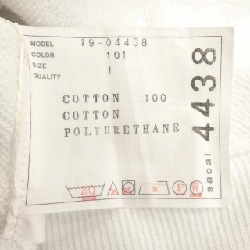 MODEL 19-04438
COLOR 101
SIZE 1
QUALITY
COTTON 100
COTTON
POLYURETHANE
sacai 4438